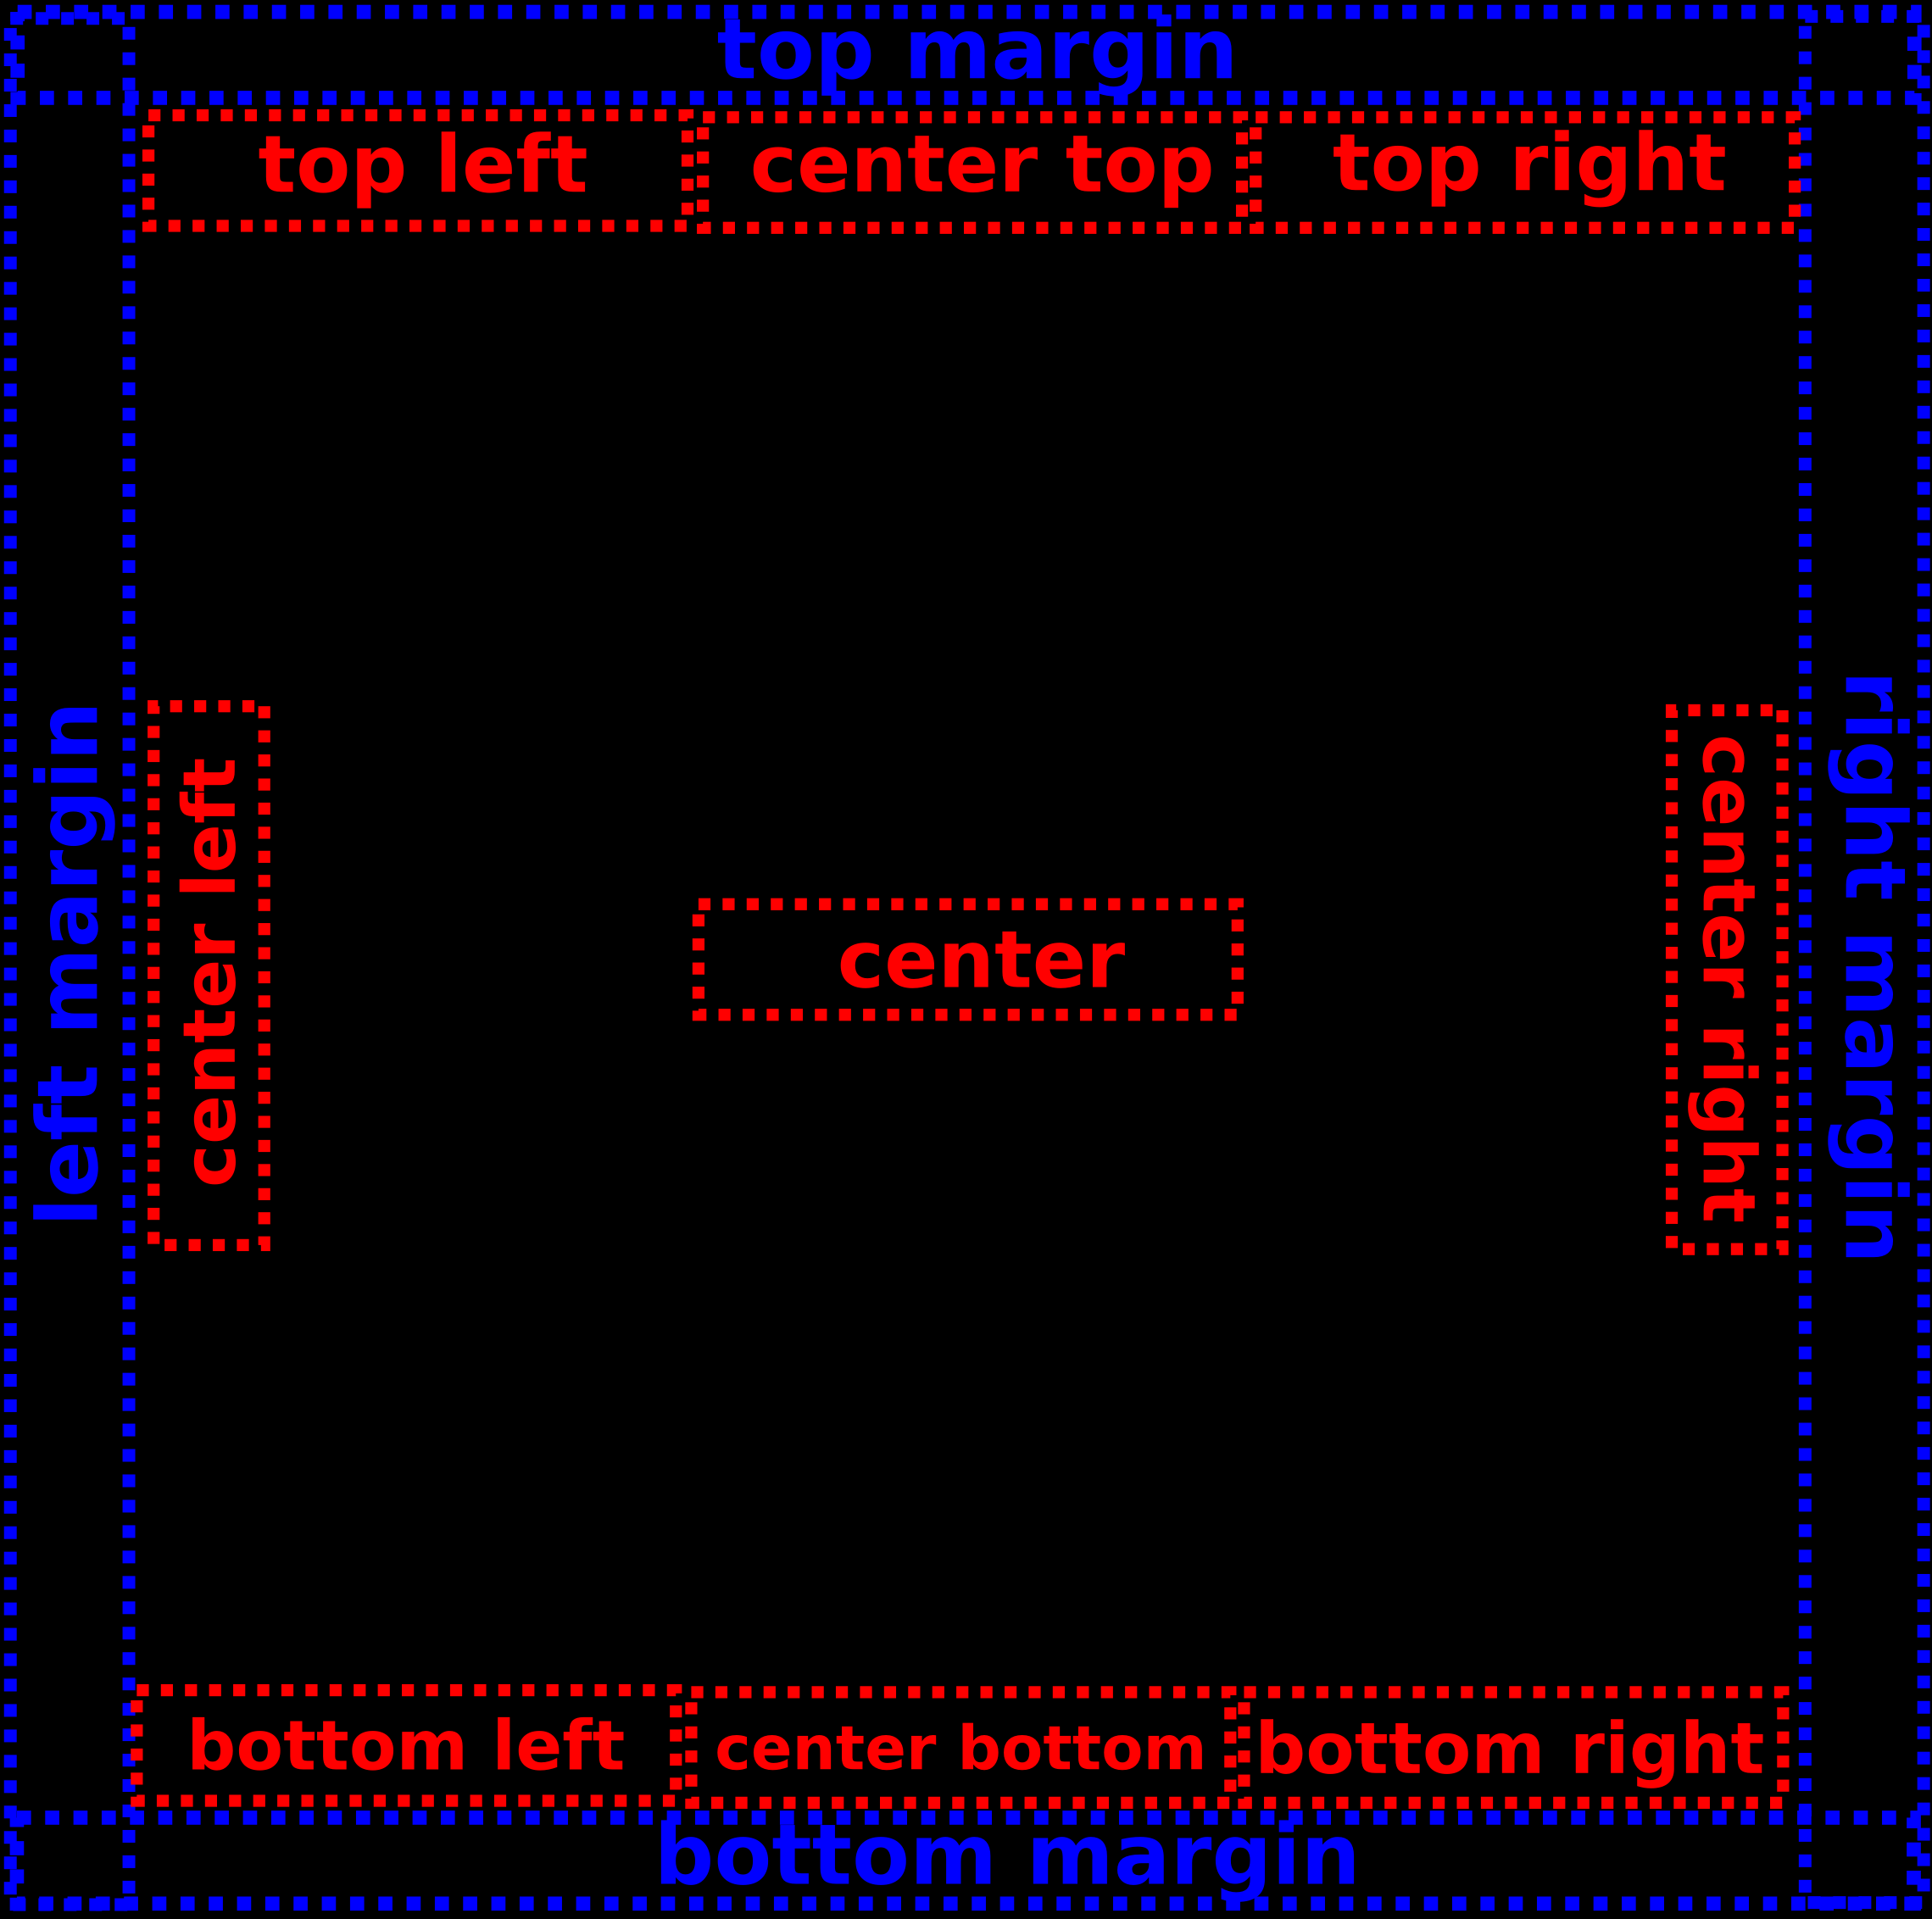 top margin
top left
center top
top right
left margin
center left
center
center right
right margin
bottom left
center bottom
bottom right
bottom margin